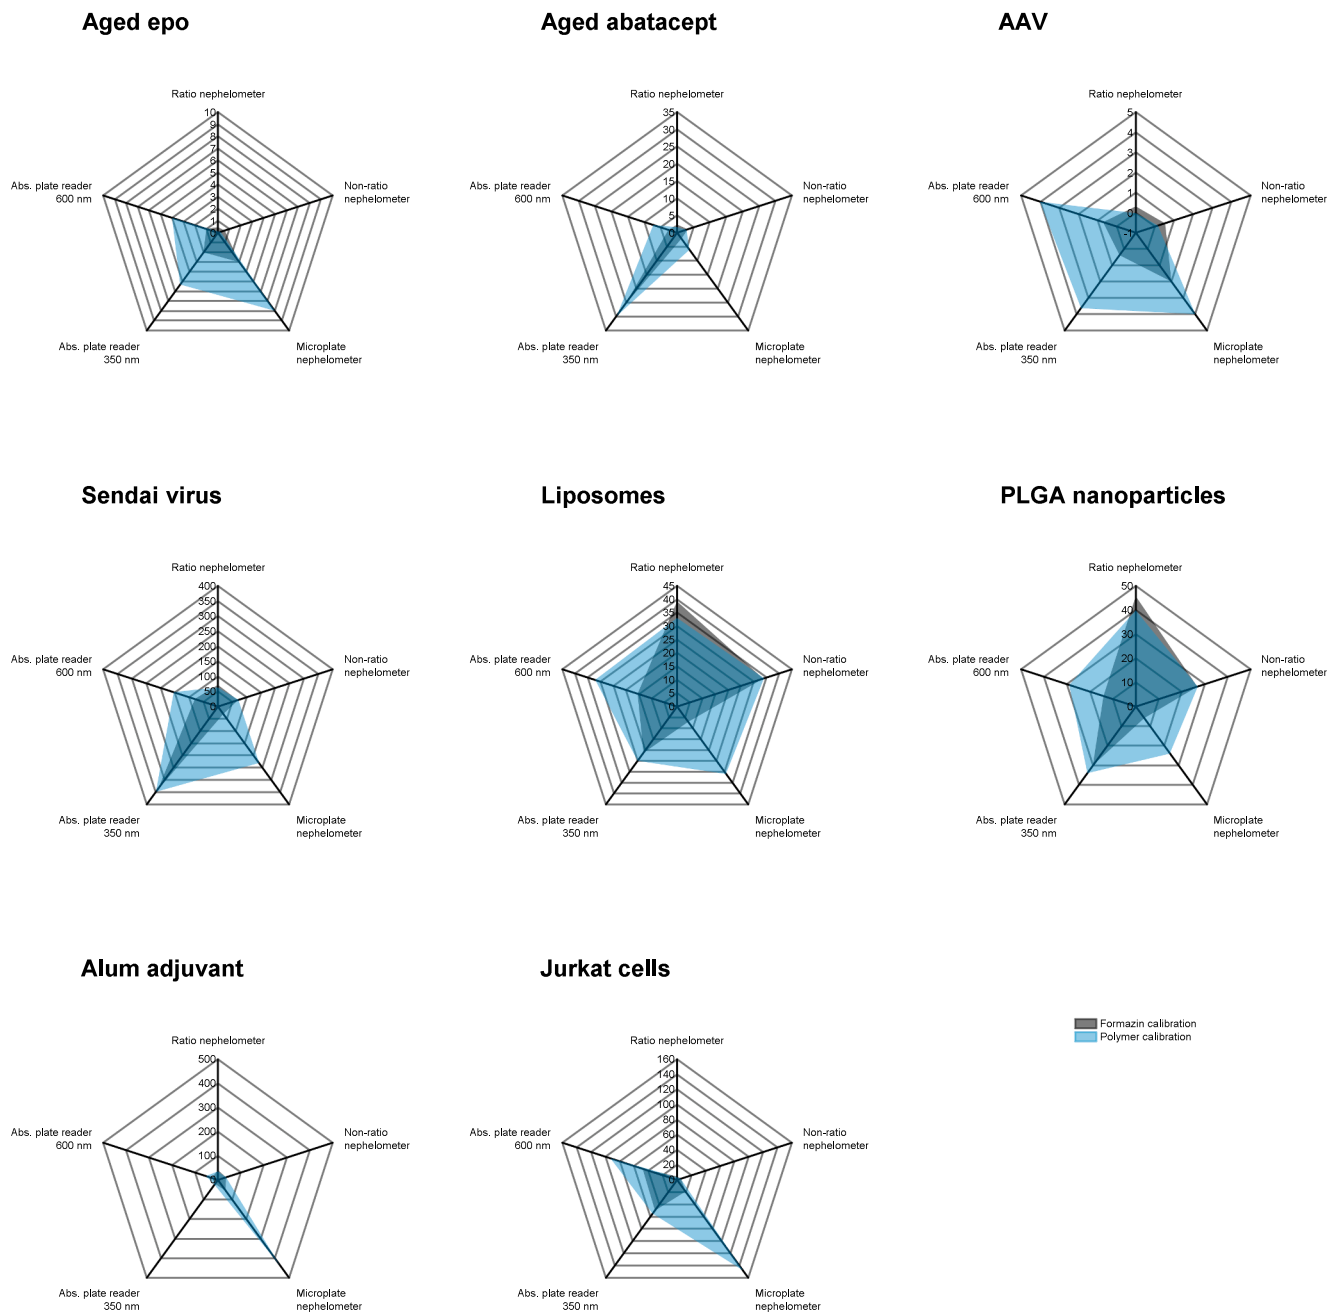 Aged epo
Aged abatacept
AAV
Ratio nephelometer
10
9
8
7
6
5
4
3
2
1
0
Abs. plate reader
600 nm
Non-ratio
nephelometer
Abs. plate reader
350 nm
Microplate
nephelometer
Ratio nephelometer
35
30
25
20
15
10
5
0
Abs. plate reader
600 nm
Non-ratio
nephelometer
Abs. plate reader
350 nm
Microplate
nephelometer
Ratio nephelometer
5
4
3
2
1
0
-1
Abs. plate reader
600 nm
Non-ratio
nephelometer
Abs. plate reader
350 nm
Microplate
nephelometer
Sendai virus
Liposomes
PLGA nanoparticles
Ratio nephelometer
400
350
300
250
200
150
100
50
0
Abs. plate reader
600 nm
Non-ratio
nephelometer
Abs. plate reader
350 nm
Microplate
nephelometer
Ratio nephelometer
45
40
35
30
25
20
15
10
5
0
Abs. plate reader
600 nm
Non-ratio
nephelometer
Abs. plate reader
350 nm
Microplate
nephelometer
Ratio nephelometer
50
40
30
20
10
0
Abs. plate reader
600 nm
Non-ratio
nephelometer
Abs. plate reader
350 nm
Microplate
nephelometer
Alum adjuvant
Jurkat cells
Ratio nephelometer
500
400
300
200
100
0
Abs. plate reader
600 nm
Non-ratio
nephelometer
Abs. plate reader
350 nm
Microplate
nephelometer
Ratio nephelometer
160
140
120
100
80
60
40
20
0
Abs. plate reader
600 nm
Non-ratio
nephelometer
Abs. plate reader
350 nm
Microplate
nephelometer
Formazin calibration
Polymer calibration